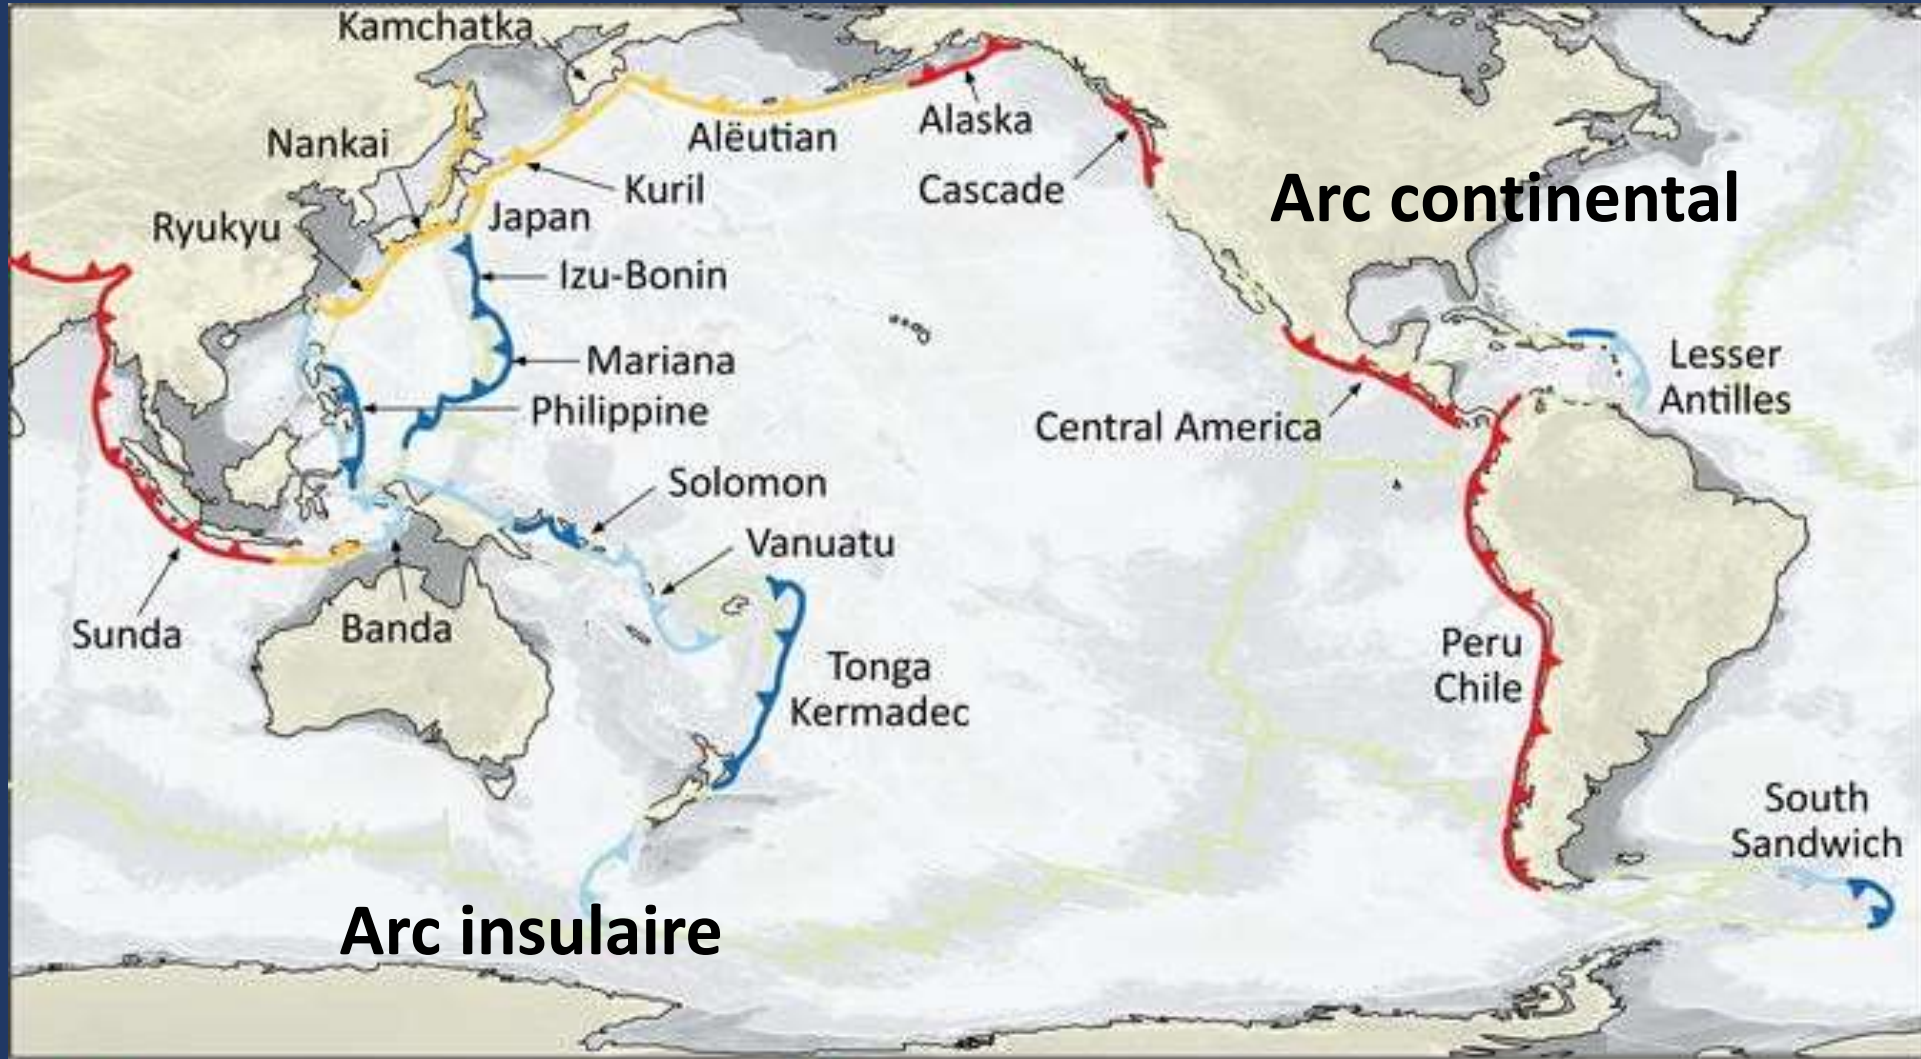 Kamchatka
Nankai
Alëutian
Alaska
Ryukyu
Kuril
Cascade
Arc continental
Japan
Izu-Bonin
Mariana
Lesser
Antilles
Philippine
Central America
Solomon
Vanuatu
Sunda
Banda
Peru
Chile
Tonga
Kermadec
South
Sandwich
Arc insulaire